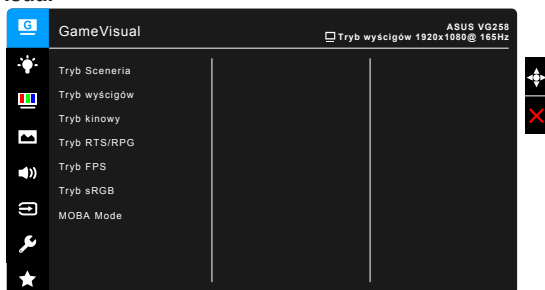 G
GameVisual
ASUS VG258
Tryb wyścigów 1920x1080@ 165Hz
Tryb Sceneria
Tryb wyścigów
Tryb kinowy
Tryb RTS/RPG
Tryb FPS
Tryb sRGB
MOBA Mode